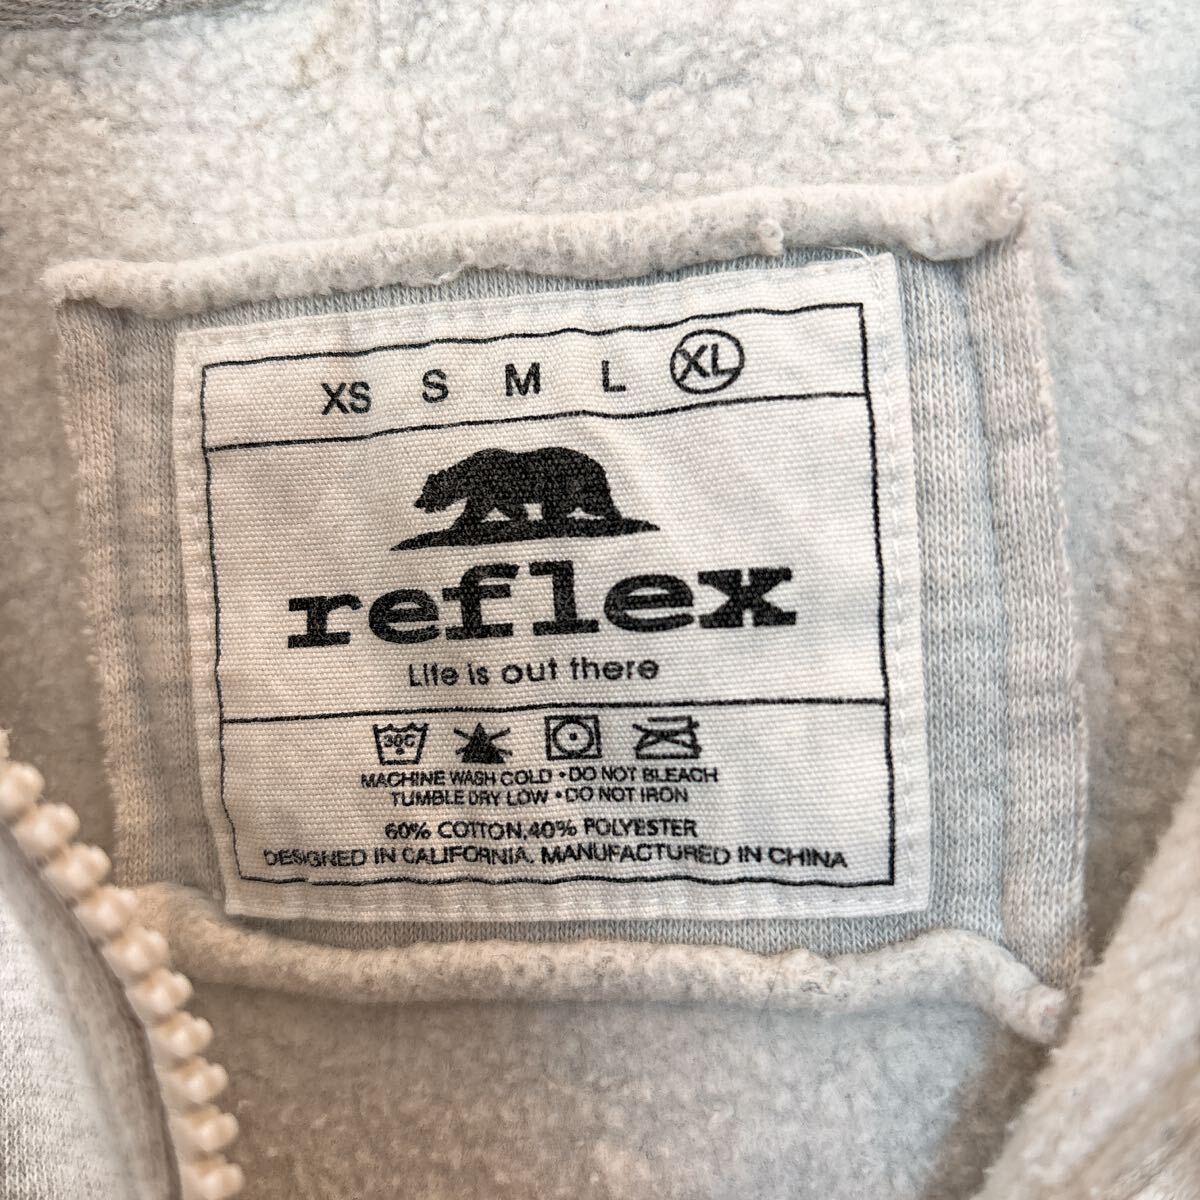 XS S M L XL
reflex
Life is out there
30C
MACHINE WASH COLD • DO NOT BLEACH
TUMBLE DRY LOW • DO NOT IRON
60% COTTON, 40% POLYESTER
DESIGNED IN CALIFORNIA. MANUFACTURED IN CHINA